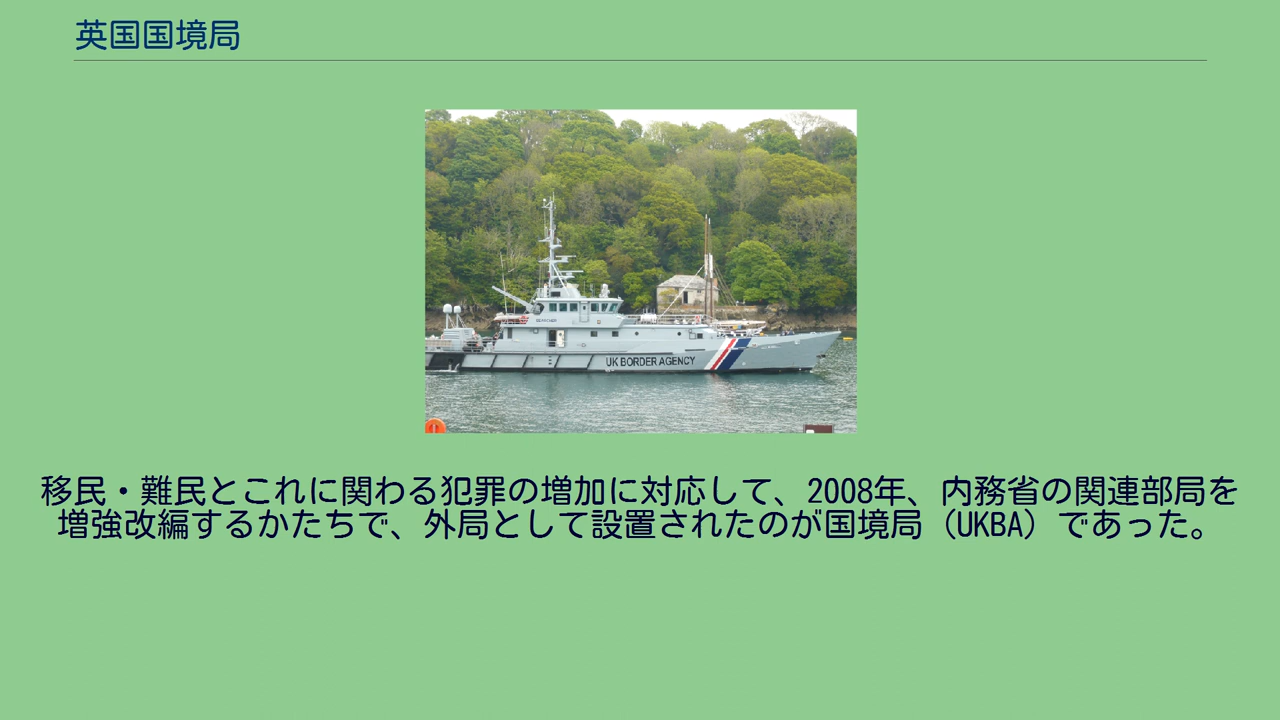 英国国境局
UK BORDER AGENCY
移民・難民とこれに関わる犯罪の増加に対応して、2008年、内務省の関連部局を
増強改編するかたちで、外局として設置されたのが国境局（UKBA）であった。